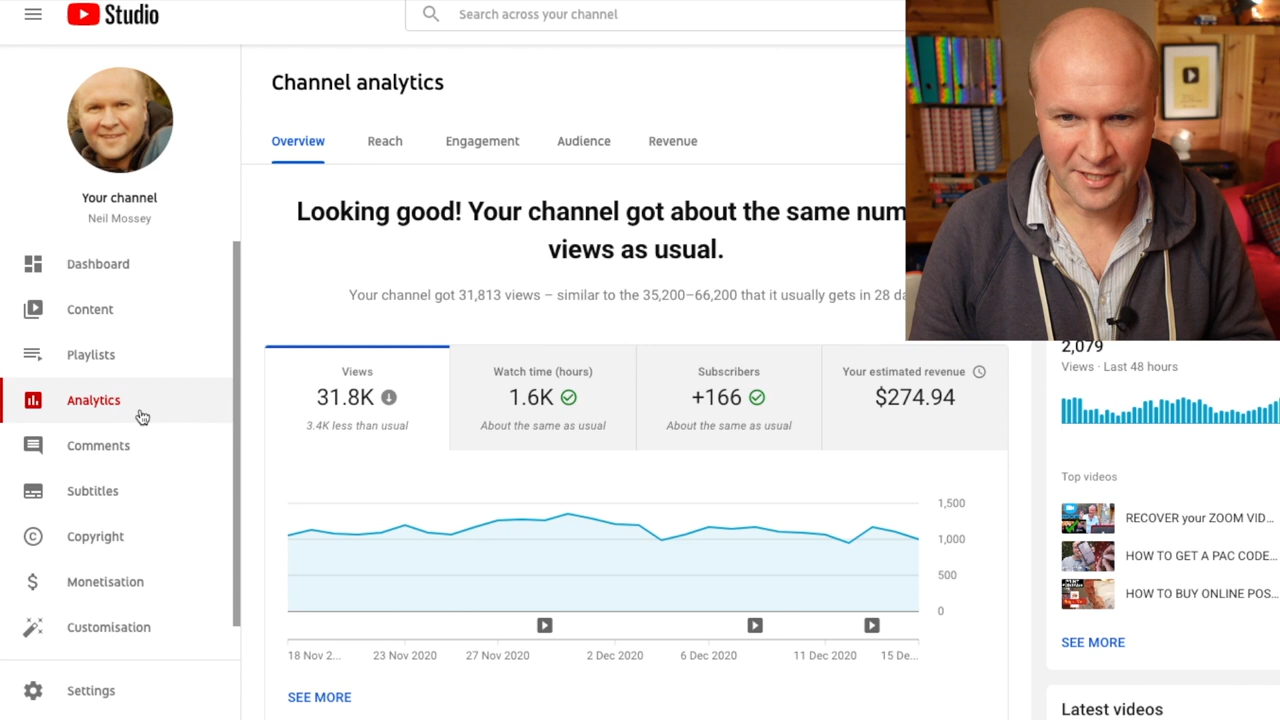 Studio
Search across your channel
Your channel
Neil Mossey
Dashboard
Content
Playlists
Analytics
Comments
Subtitles
Copyright
Monetisation
Customisation
Settings
Channel analytics
Overview
Reach
Engagement
Audience
Revenue
Looking good! Your channel got about the same num
views as usual.
Your channel got 31,813 views – similar to the 35,200–66,200 that it usually gets in 28 da
Views
31.8K
3.4K less than usual
Watch time (hours)
1.6K
About the same as usual
Subscribers
+166
About the same as usual
Your estimated revenue
$274.94
1,500
1,000
500
0
18 Nov 2...
23 Nov 2020
27 Nov 2020
2 Dec 2020
6 Dec 2020
11 Dec 2020
15 De...
SEE MORE
2,079
Views · Last 48 hours
Top videos
RECOVER your ZOOM VID...
HOW TO GET A PAC CODE...
HOW TO BUY ONLINE POS...
SEE MORE
Latest videos